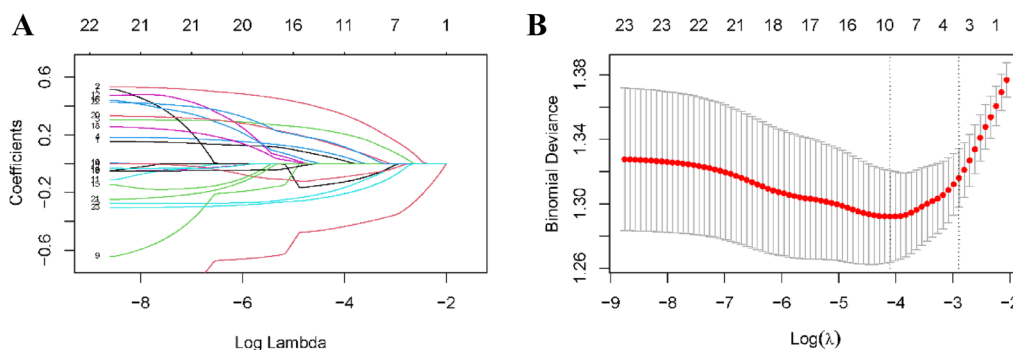 A
22 21 21 20 16 11 7 1
Coefficients
0.6
0.2
−0.2
−0.6
2
9
−8 −6 −4 −2
Log Lambda
B
23 23 22 21 18 17 16 10 7 4 3 1
Binomial Deviance
1.38
1.34
1.30
1.26
−9 −8 −7 −6 −5 −4 −3 −2
Log(λ)